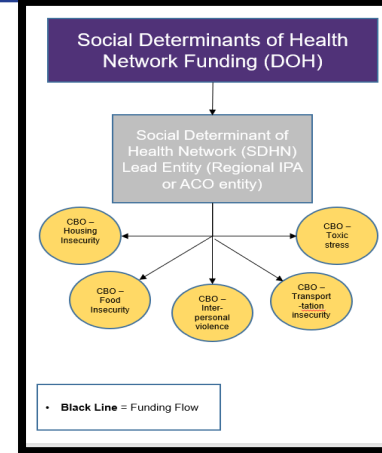 Social Determinants of Health
Network Funding (DOH)
Social Determinant of
Health Network (SDHN)
Lead Entity (Regional IPA
or ACO entity)
CBO –
Housing
Insecurity
CBO –
Toxic
stress
CBO –
Food
Insecurity
CBO –
Inter-
personal
violence
CBO –
Transport
-tation
insecurity
• Black Line = Funding Flow